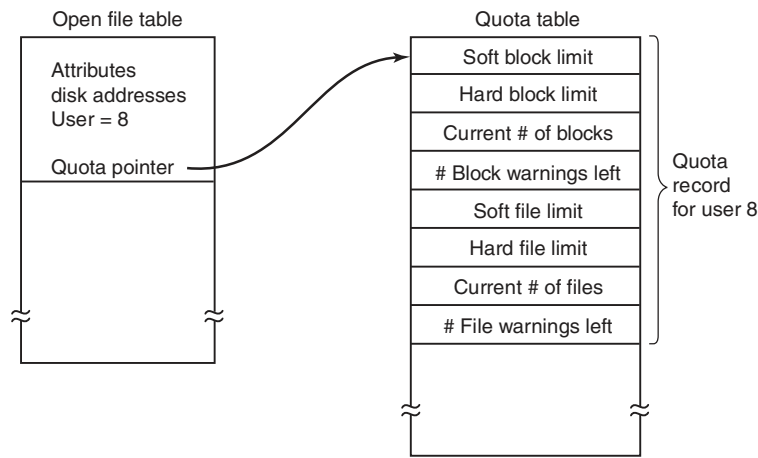 Open file table
Attributes
disk addresses
User = 8
Quota pointer
Quota table
Soft block limit
Hard block limit
Current # of blocks
# Block warnings left
Soft file limit
Hard file limit
Current # of files
# File warnings left
Quota
record
for user 8